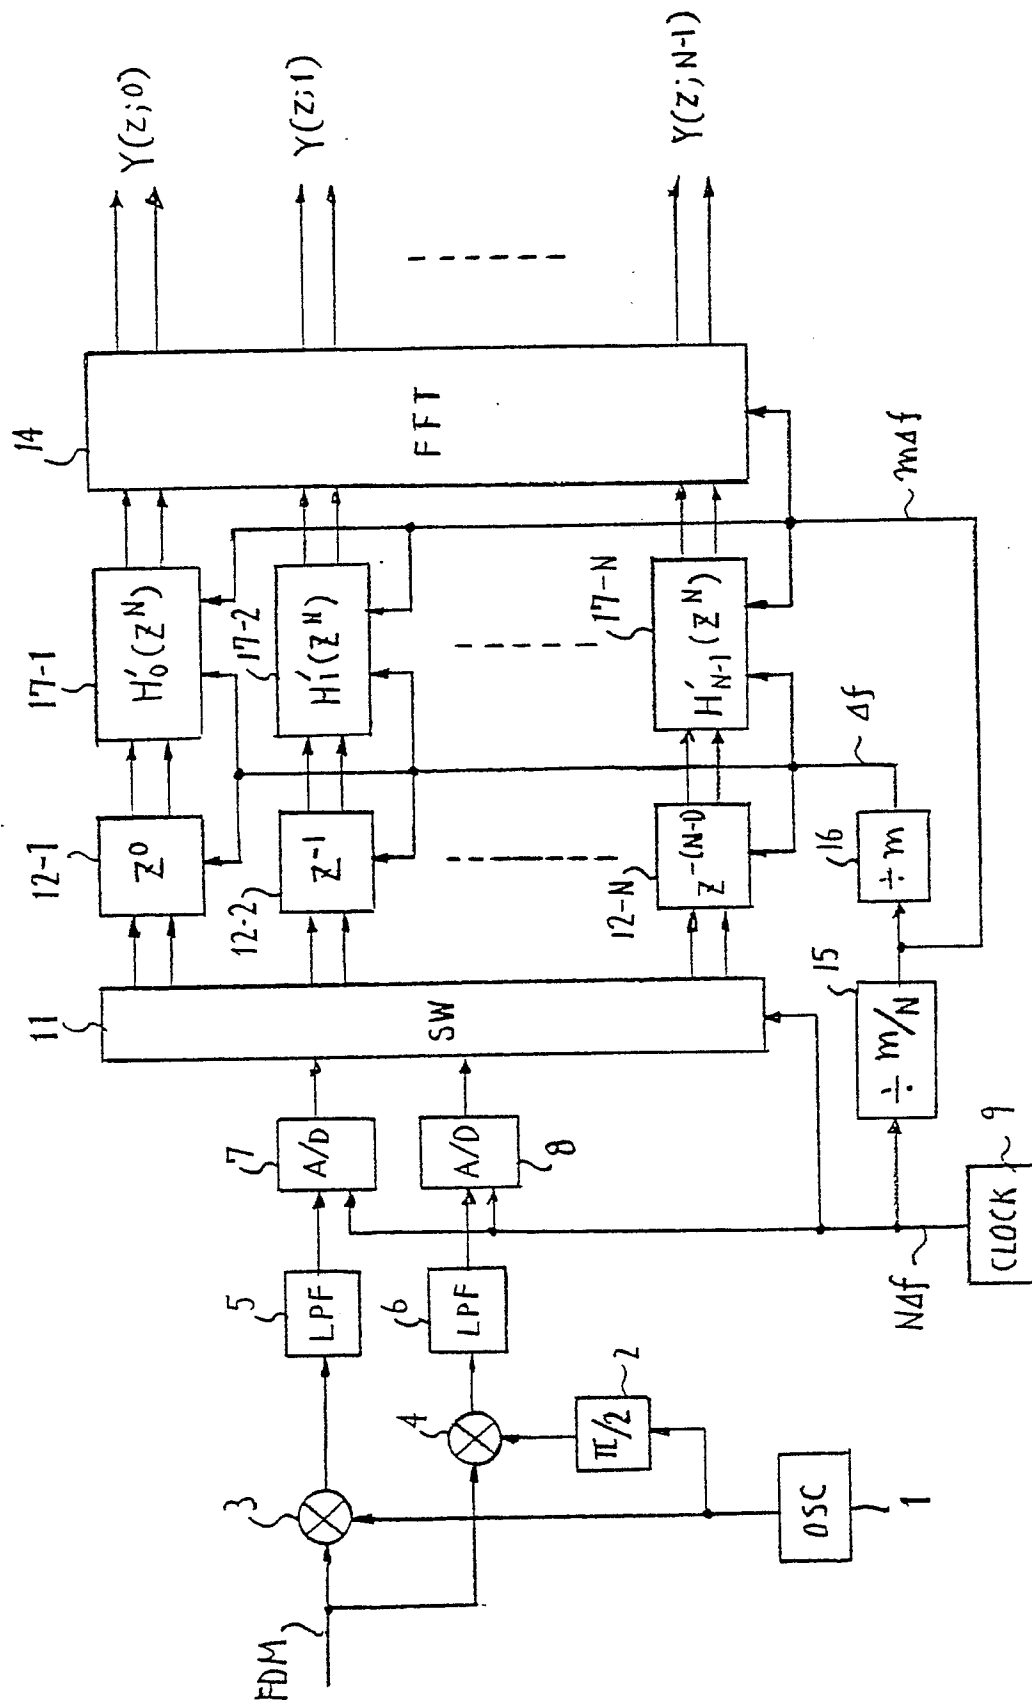 FDM
3
4
OSC
1
π/2
2
5
LPF
6
LPF
7
A/D
8
A/D
NΔf
CLOCK
9
11
SW
÷ m/N
15
÷ m
16
Δf
mΔf
12-1
Z⁰
12-2
Z⁻¹
12-N
Z⁻⁽ᴺ⁻¹⁾
17-1
H'₀(Zᴺ)
17-2
H'₁(Zᴺ)
17-N
H'_{N-1}(Zᴺ)
14
FFT
Y(Z;0)
Y(Z;1)
Y(Z;N-1)